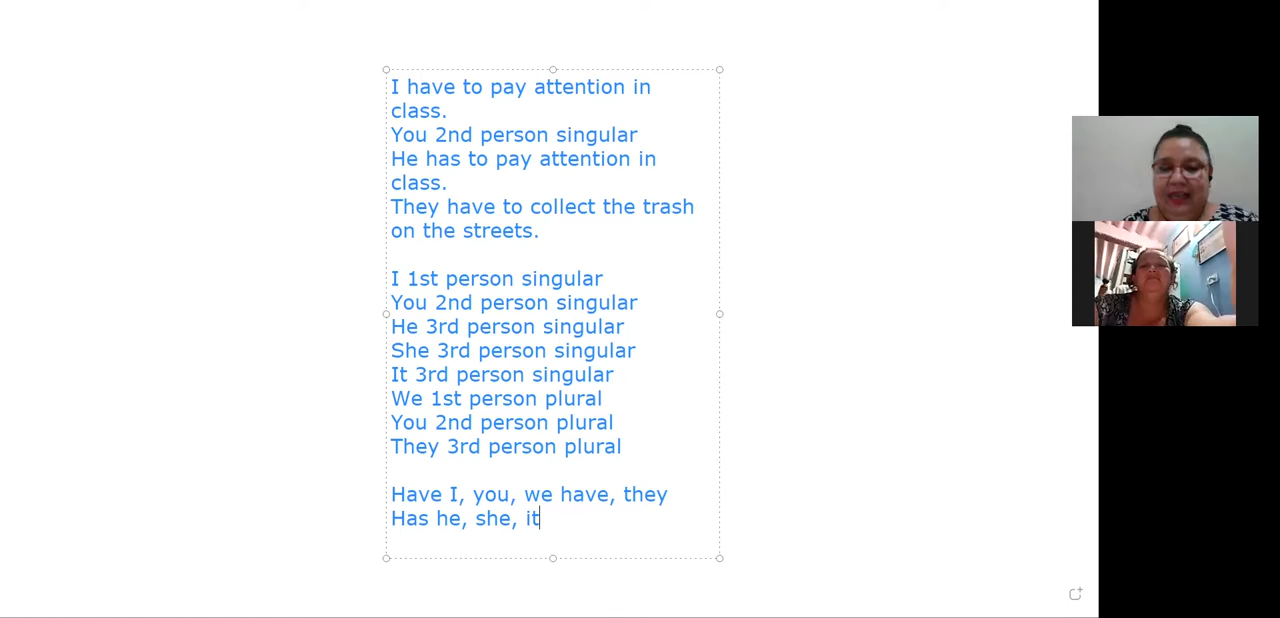 I have to pay attention in
class.
You 2nd person singular
He has to pay attention in
class.
They have to collect the trash
on the streets.
I 1st person singular
You 2nd person singular
He 3rd person singular
She 3rd person singular
It 3rd person singular
We 1st person plural
You 2nd person plural
They 3rd person plural
Have I, you, we have, they
Has he, she, it